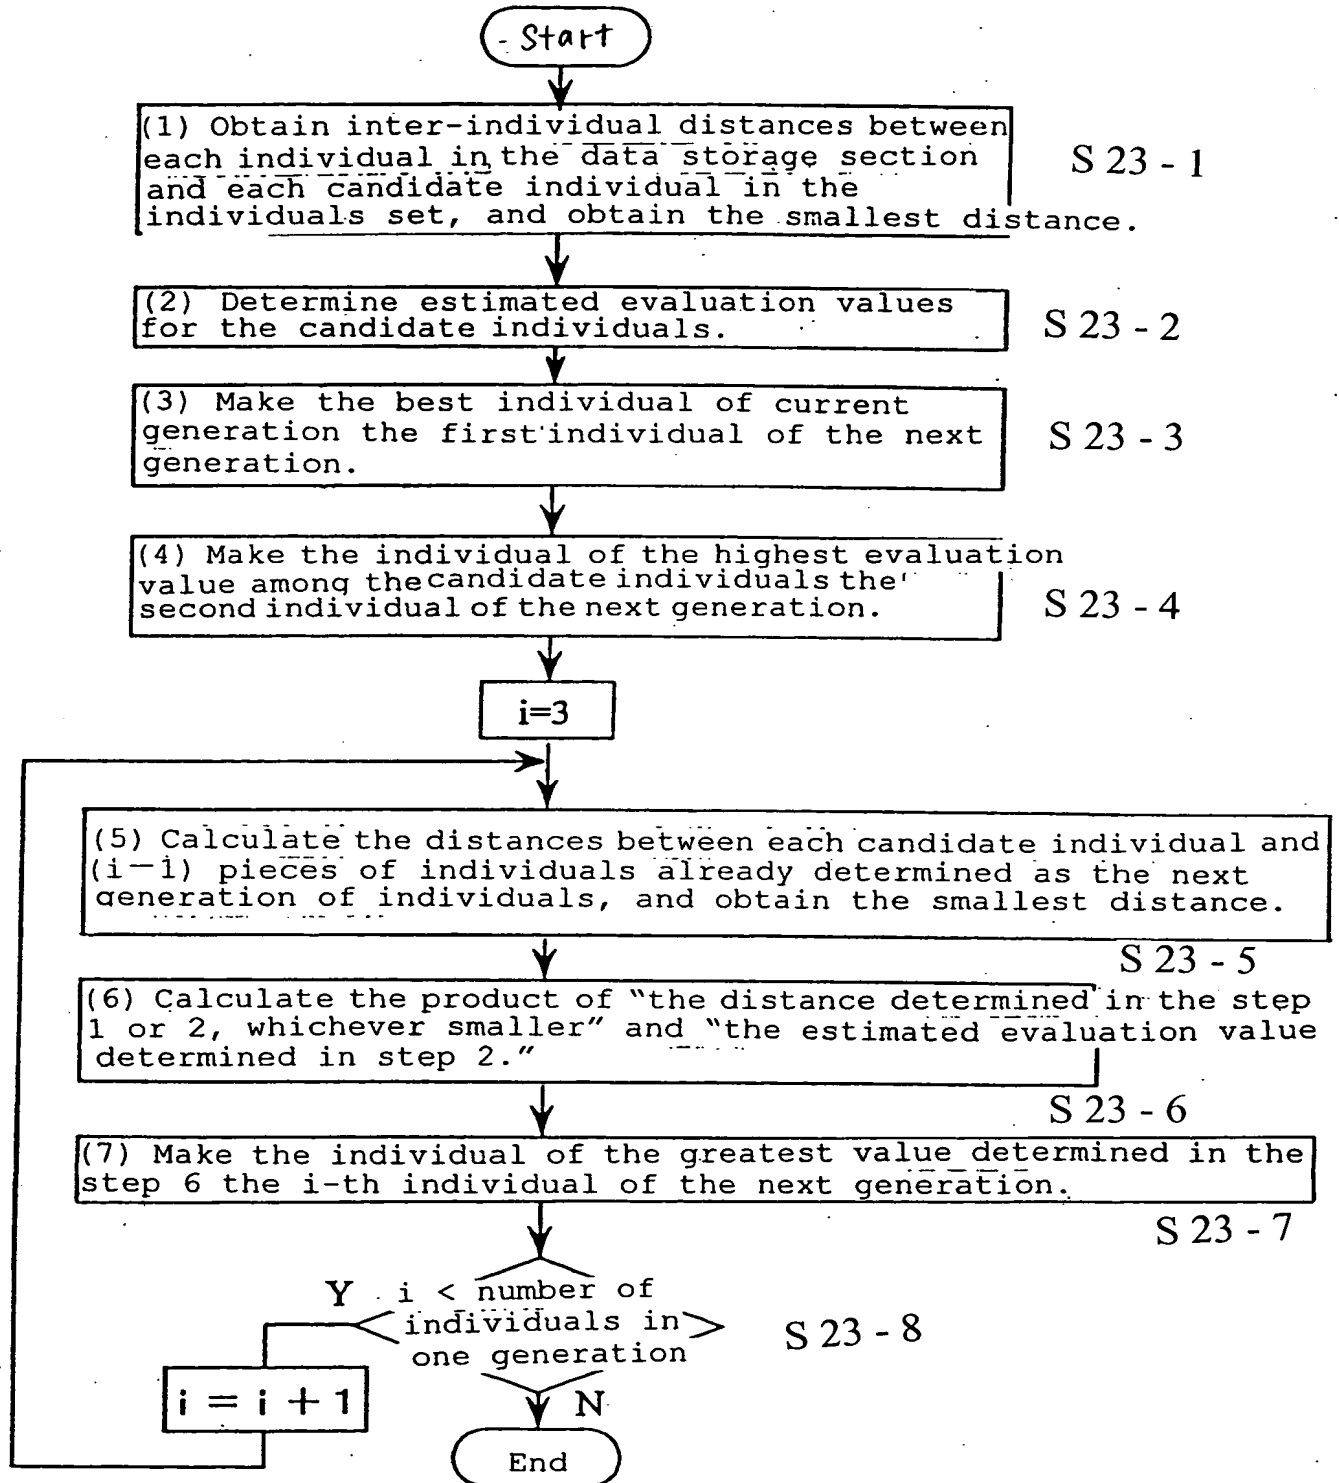 Start
(1) Obtain inter-individual distances between
each individual in the data storage section
and each candidate individual in the
individuals set, and obtain the smallest distance.
S 23 - 1
(2) Determine estimated evaluation values
for the candidate individuals.
S 23 - 2
(3) Make the best individual of current
generation the first individual of the next
generation.
S 23 - 3
(4) Make the individual of the highest evaluation
value among the candidate individuals the
second individual of the next generation.
S 23 - 4
i=3
(5) Calculate the distances between each candidate individual and
(i-1) pieces of individuals already determined as the next
generation of individuals, and obtain the smallest distance.
S 23 - 5
(6) Calculate the product of "the distance determined in the step
1 or 2, whichever smaller" and "the estimated evaluation value
determined in step 2."
S 23 - 6
(7) Make the individual of the greatest value determined in the
step 6 the i-th individual of the next generation.
S 23 - 7
Y
i < number of
individuals in
one generation
S 23 - 8
i = i + 1
N
End